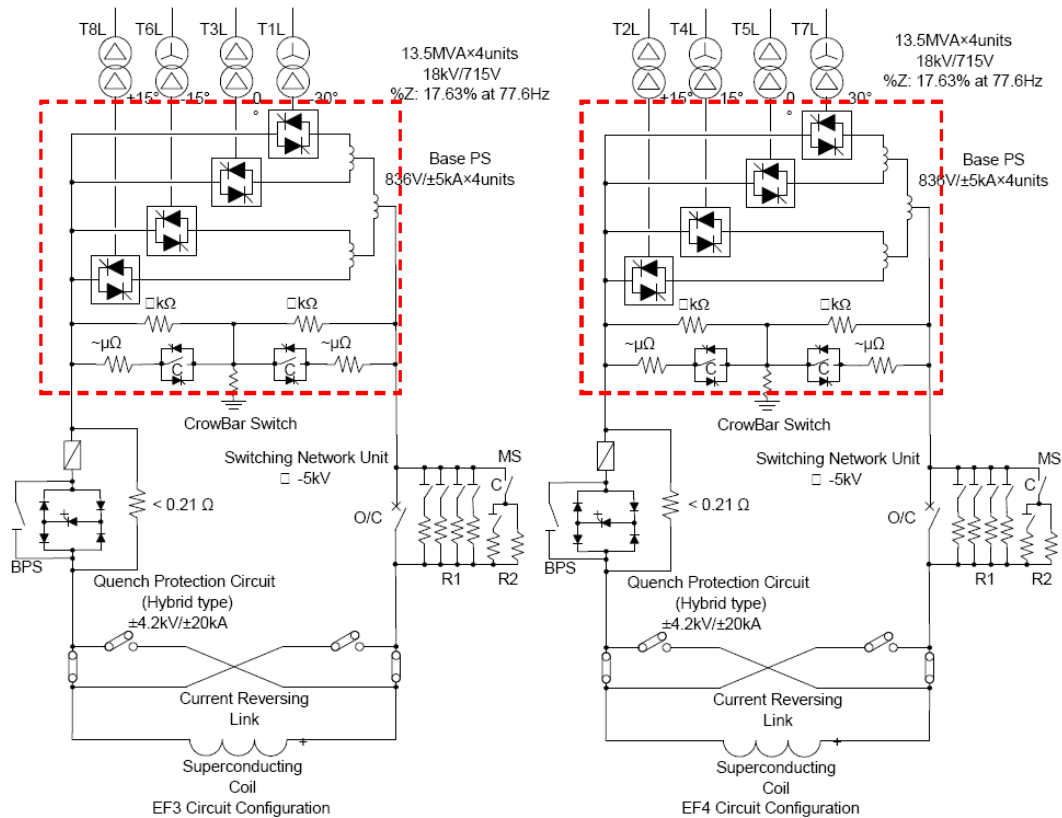 T8L
T6L
T3L
T1L
13.5MVA×4units
18kV/715V
%Z: 17.63% at 77.6Hz
+15°
-15°
0
°
-30°
Base PS
836V/±5kA×4units
□kΩ
□kΩ
~μΩ
C
C
~μΩ
CrowBar Switch
Switching Network Unit
□ -5kV
MS
C
< 0.21 Ω
O/C
BPS
R1
R2
Quench Protection Circuit
(Hybrid type)
±4.2kV/±20kA
Current Reversing
Link
+
Superconducting
Coil
EF3 Circuit Configuration
T2L
T4L
T5L
T7L
13.5MVA×4units
18kV/715V
%Z: 17.63% at 77.6Hz
+15°
-15°
0
°
30°
Base PS
836V/±5kA×4units
□kΩ
□kΩ
~μΩ
C
C
~μΩ
CrowBar Switch
Switching Network Unit
□ -5kV
MS
C
< 0.21 Ω
O/C
BPS
R1
R2
Quench Protection Circuit
(Hybrid type)
±4.2kV/±20kA
Current Reversing
Link
+
Superconducting
Coil
EF4 Circuit Configuration